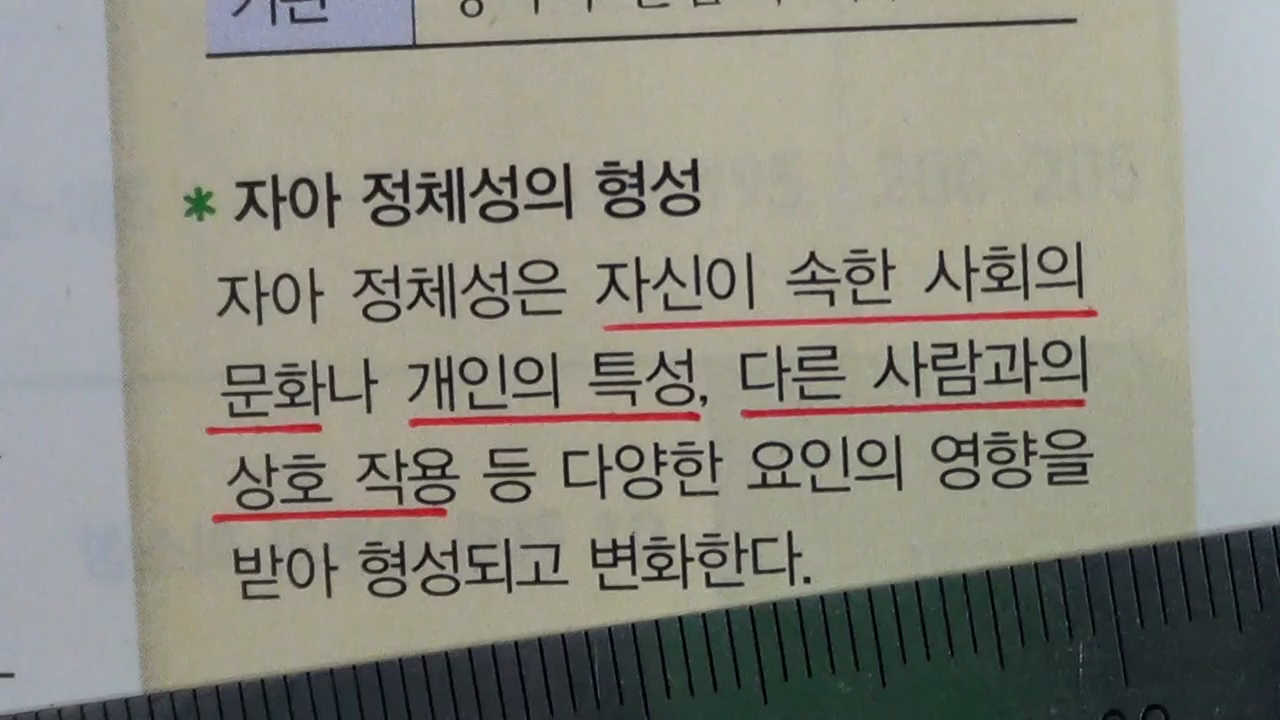 기관
* 자아 정체성의 형성
자아 정체성은 자신이 속한 사회의
문화나 개인의 특성, 다른 사람과의
상호 작용 등 다양한 요인의 영향을
받아 형성되고 변화한다.